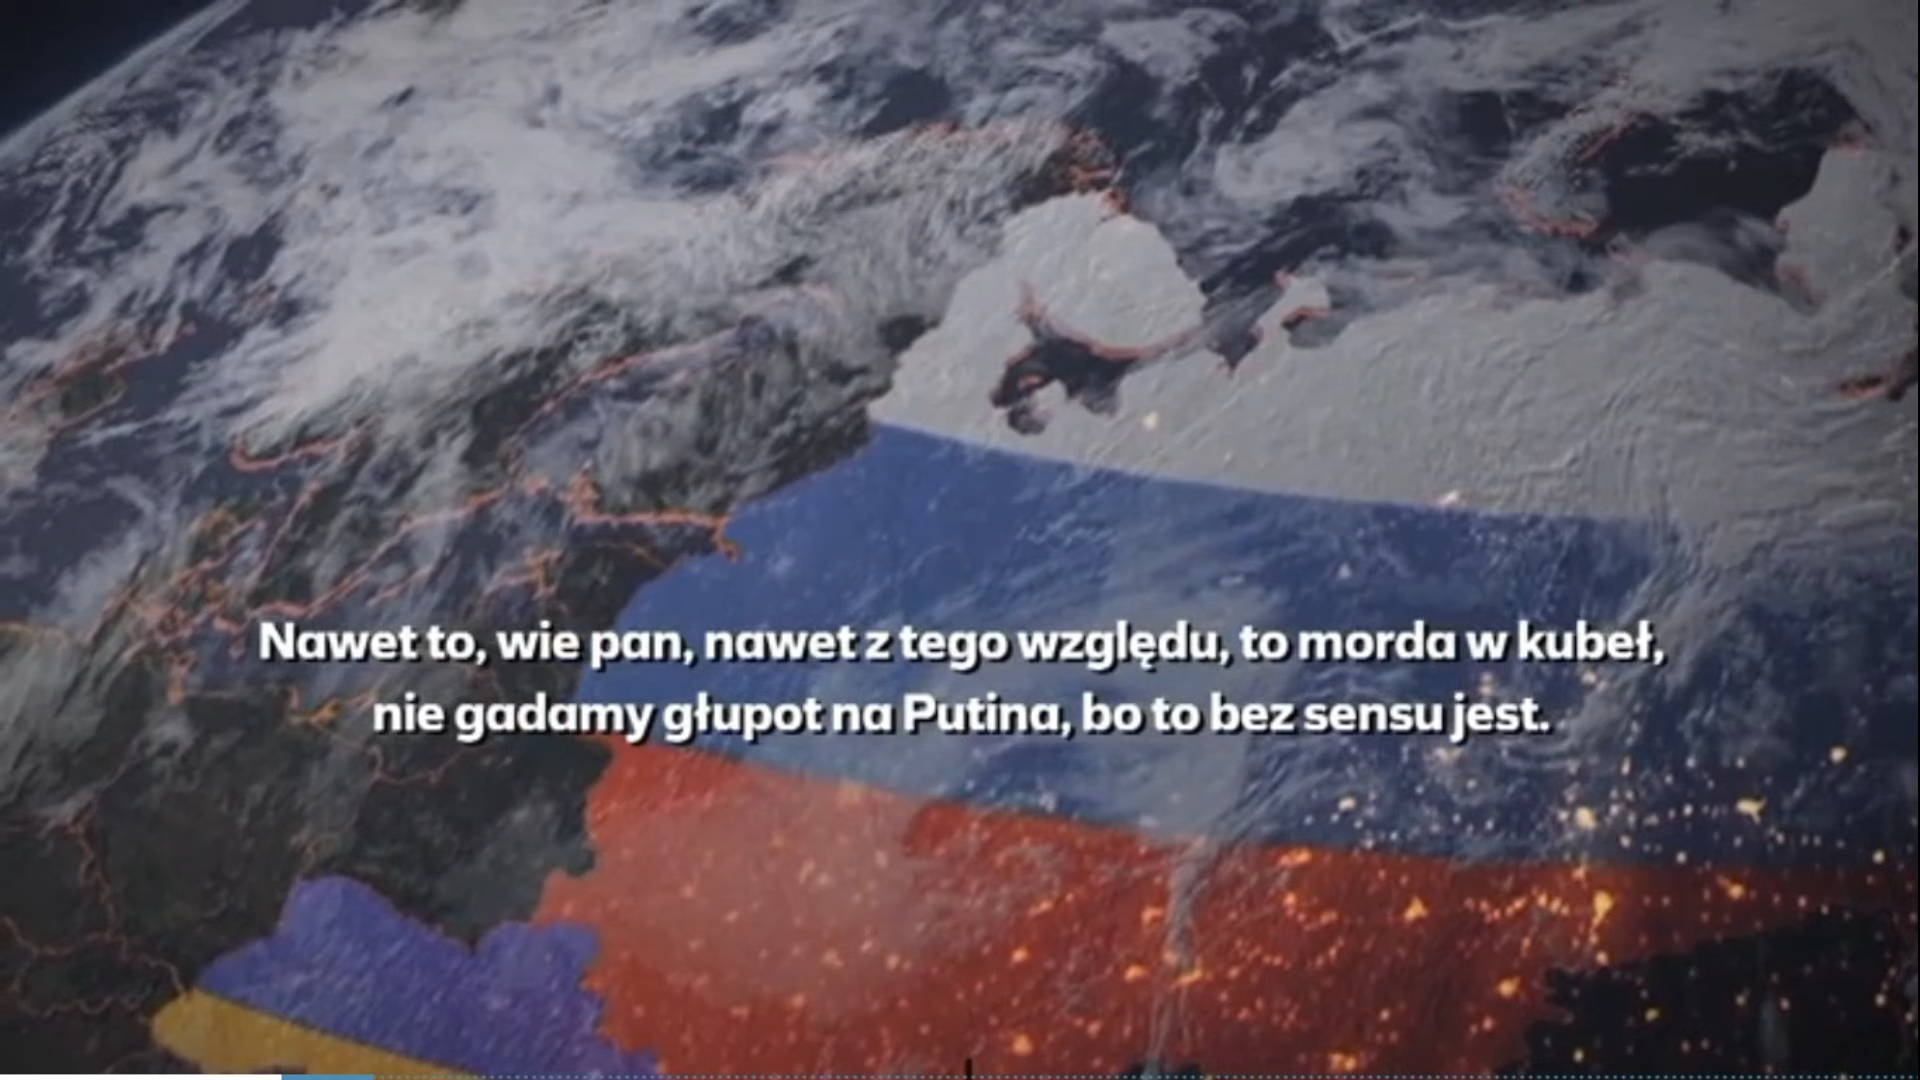 Nawet to, wie pan, nawet z tego względu, to morda w kubeł,
nie gadamy głupot na Putina, bo to bez sensu jest.